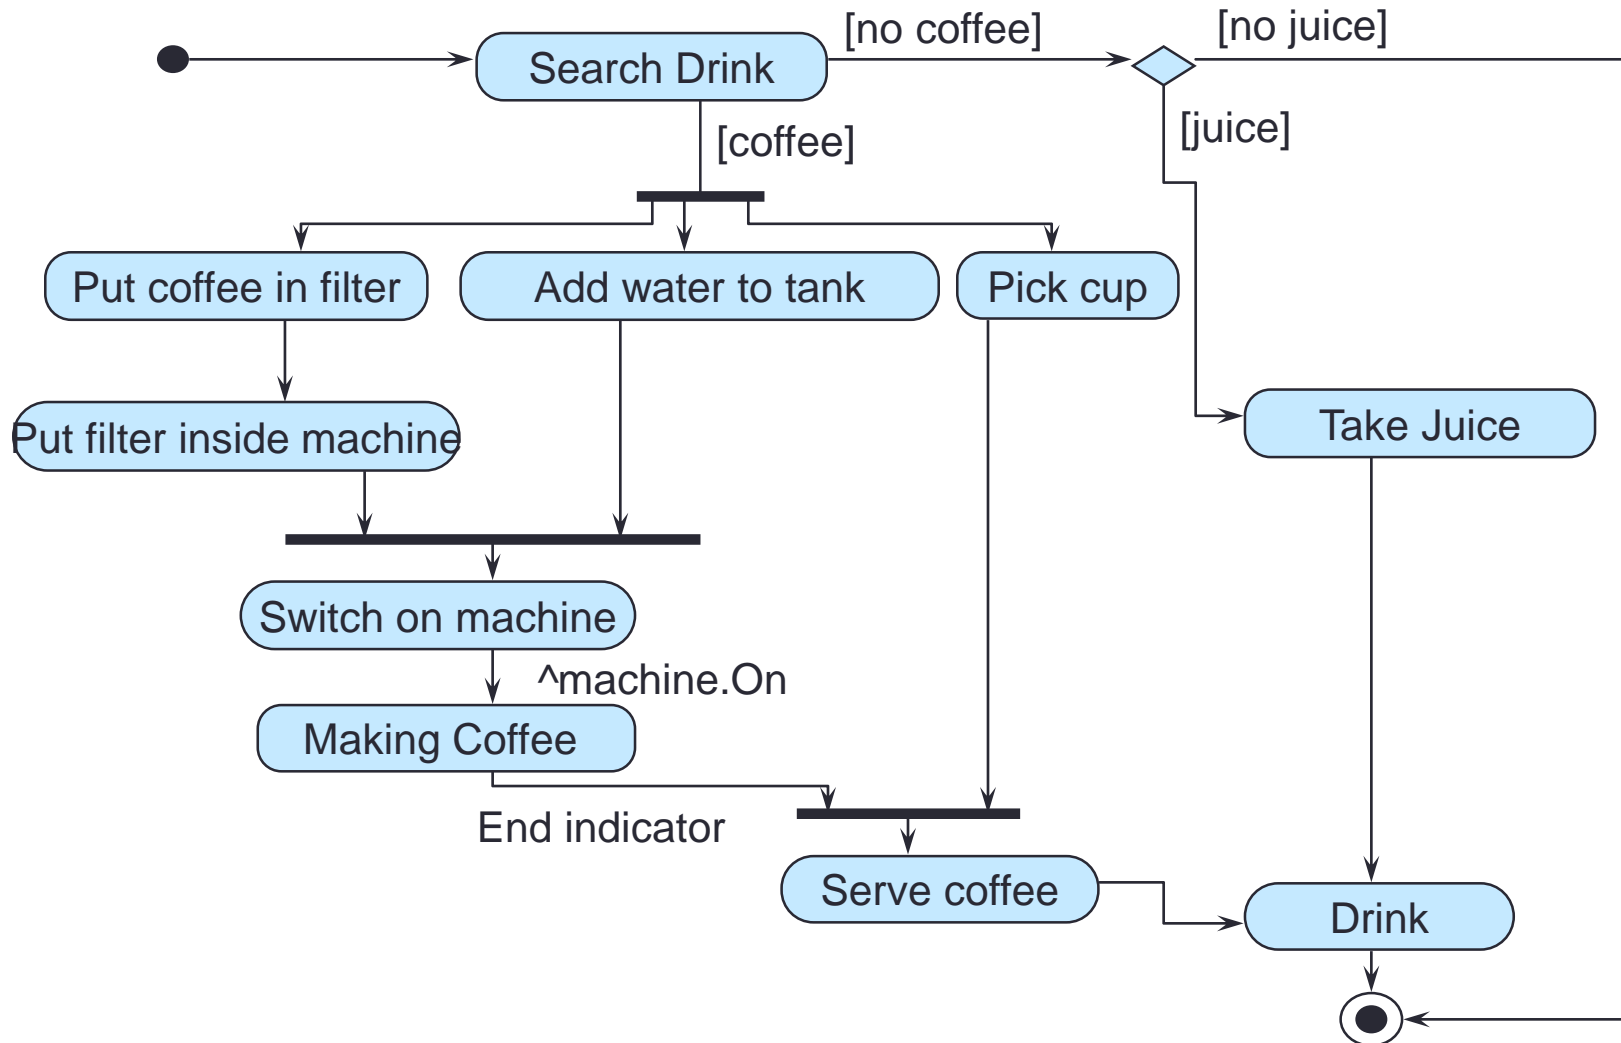 [no coffee]
[no juice]
Search Drink
[juice]
[coffee]
Put coffee in filter
Add water to tank
Pick cup
Take Juice
Put filter inside machine
Switch on machine
^machine.On
Making Coffee
End indicator
Serve coffee
Drink